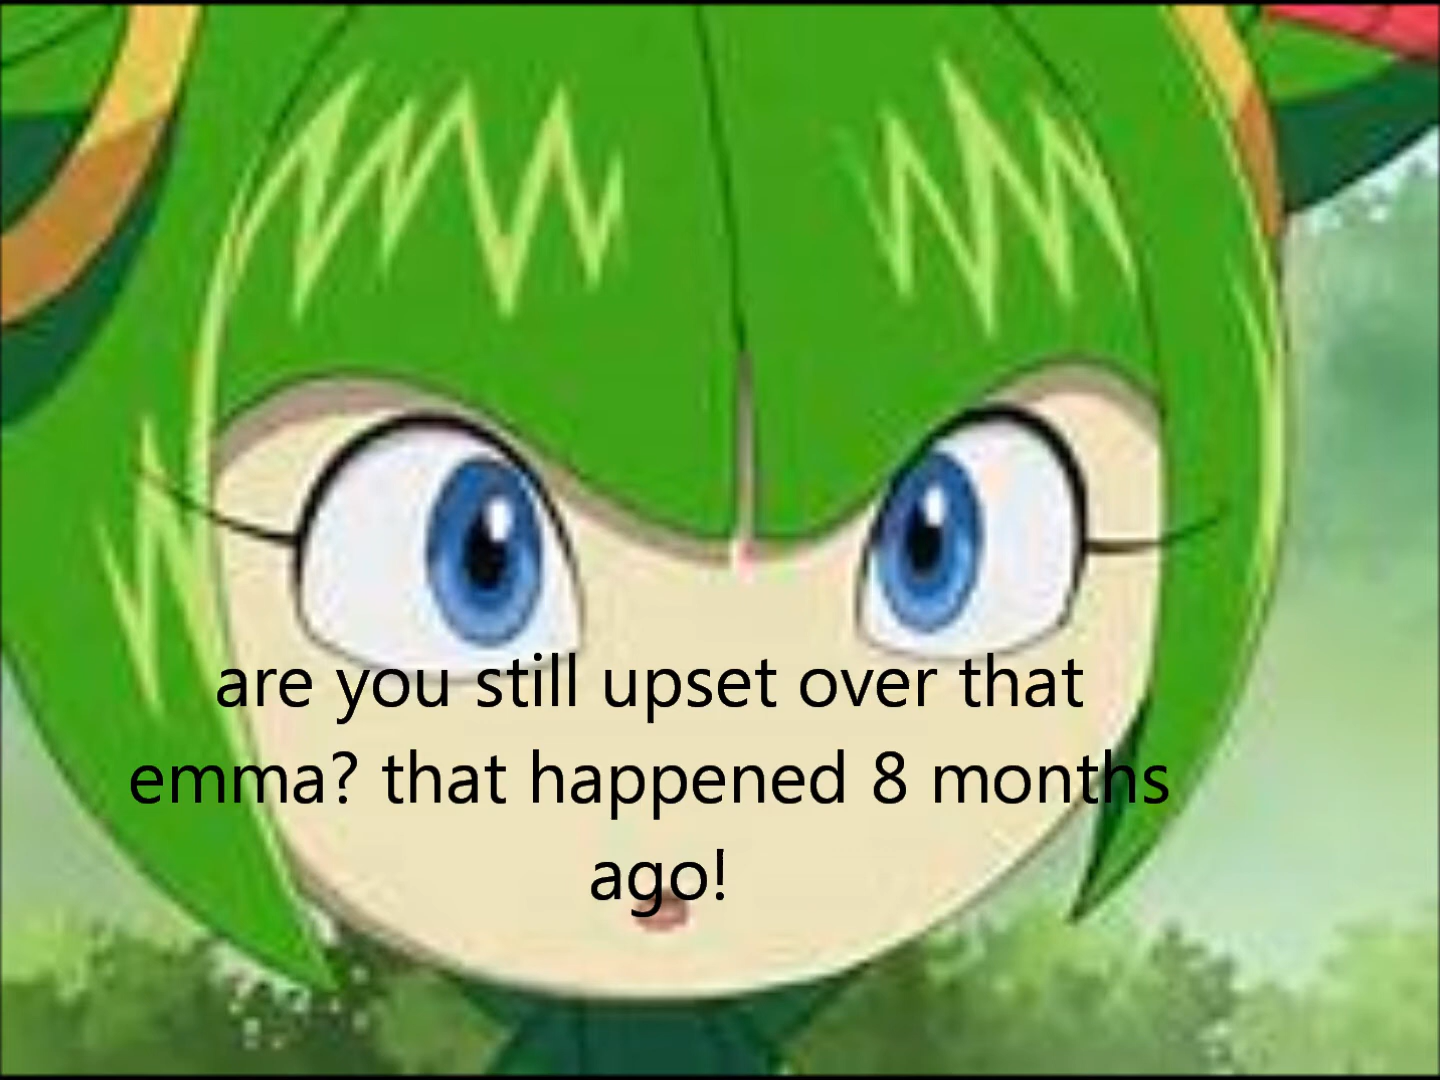 are you still upset over that
emma? that happened 8 months
ago!